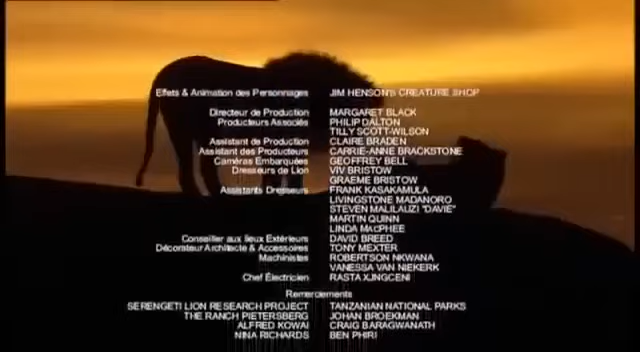 Effets & Animation des Personnages JIM HENSON'S CREATURE SHOP
Directeur de Production MARGARET BLACK
Producteurs Associés PHILIP DALTON
TILLY SCOTT-WILSON
Assistant de Production CLAIRE BRADEN
Assistant des Producteurs CARRIE-ANNE BRACKSTONE
Caméras Embarquées GEOFFREY BELL
Dresseurs de Lion VIV BRISTOW
GRAEME BRISTOW
Assistants Dresseurs FRANK KASAKAMULA
LIVINGSTONE MADANORO
STEVEN MALILAUZI "DAVIE"
MARTIN QUINN
LINDA MacPHEE
Conseiller aux lieux Extérieurs DAVID BREED
Décorateur Architecte & Accessoires TONY MEXTER
Machinistes ROBERTSON NKWANA
VANESSA VAN NIEKERK
Chef Électricien RASTA XJNGCENI
Remerciements
SERENGETI LION RESEARCH PROJECT TANZANIAN NATIONAL PARKS
THE RANCH PIETERSBERG JOHAN BROEKMAN
ALFRED KOWAI CRAIG BARAGWANATH
NINA RICHARDS BEN PHIRI